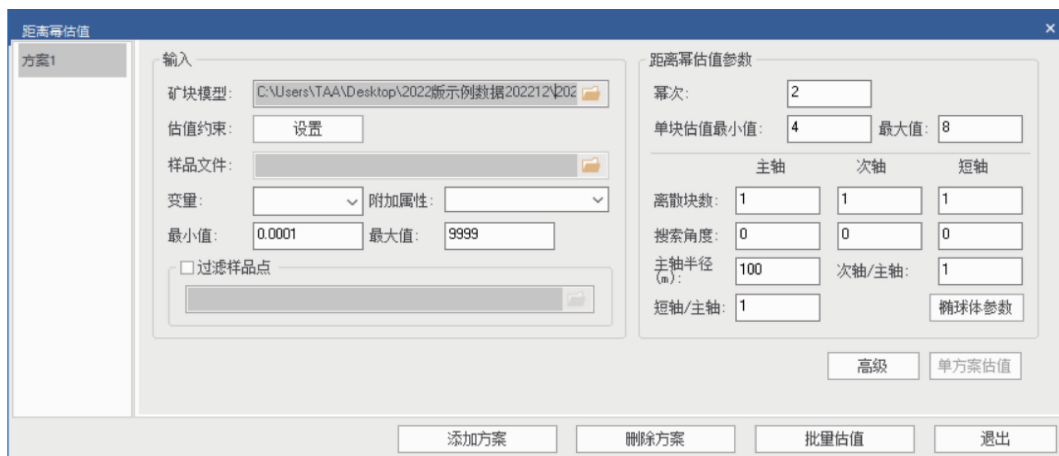 距离幂估值
方案1
输入
矿块模型: C:\Users\TAA\Desktop\2022版示例数据202212\202
估值约束: 设置
样品文件:
变量: 附加属性:
最小值: 0.0001 最大值: 9999
过滤样品点
距离幂估值参数
幂次: 2
单块估值最小值: 4 最大值: 8
主轴 次轴 短轴
离散块数: 1 1 1
搜索角度: 0 0 0
主轴半径(m): 100 次轴/主轴: 1
短轴/主轴: 1 椭球体参数
高级 单方案估值
添加方案 删除方案 批量估值 退出